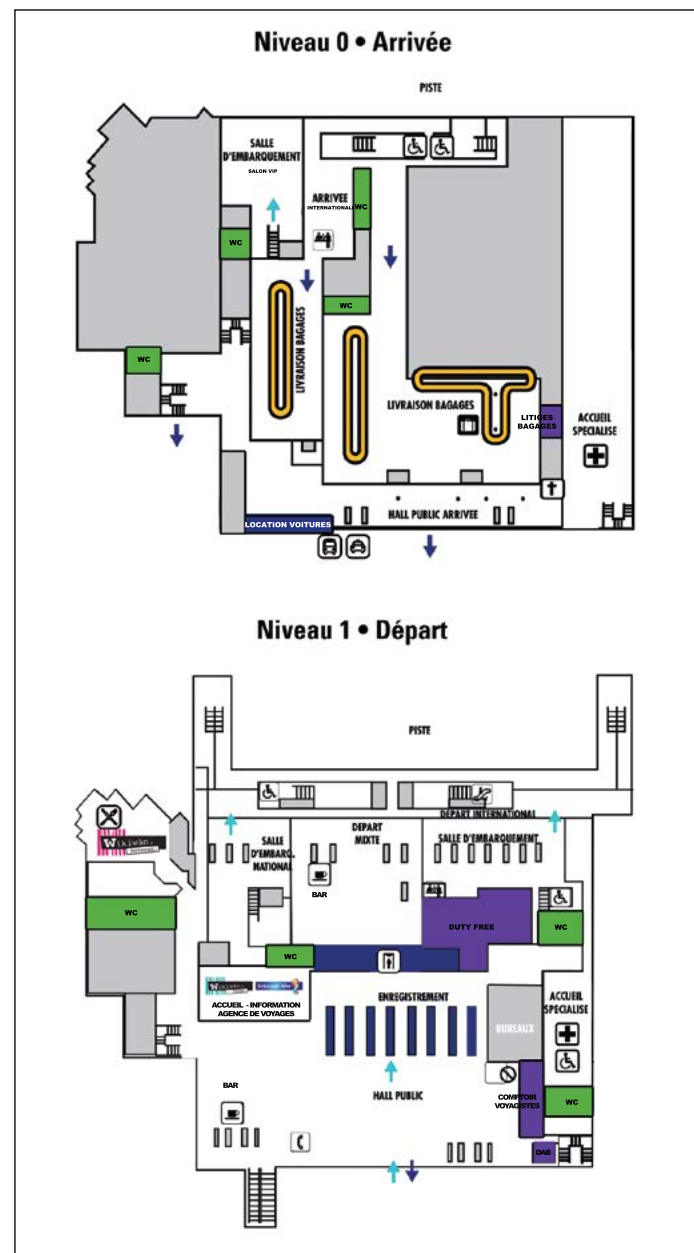 Niveau 0 • Arrivée
PISTE
SALLE
D'EMBARQUEMENT
SALON VIP
ARRIVEE
INTERNATIONALE
WC
WC
WC
WC
LIVRAISON BAGAGES
LIVRAISON BAGAGES
LITIGES
BAGAGES
ACCUEIL
SPECIALISE
HALL PUBLIC ARRIVÉE
LOCATION VOITURES
Niveau 1 • Départ
PISTE
DEPART INTERNATIONAL
DEPART
MIXTE
SALLE
D'EMBARQ.
NATIONAL
SALLE D'EMBARQUEMENT
BAR
Wikiван.
WC
DUTY FREE
WC
WC
ACCUEIL - INFORMATION
AGENCE DE VOYAGES
ENREGISTREMENT
BUREAUX
ACCUEIL
SPECIALISE
HALL PUBLIC
COMPTOIR
VOYAGISTES
WC
BAR
DAB